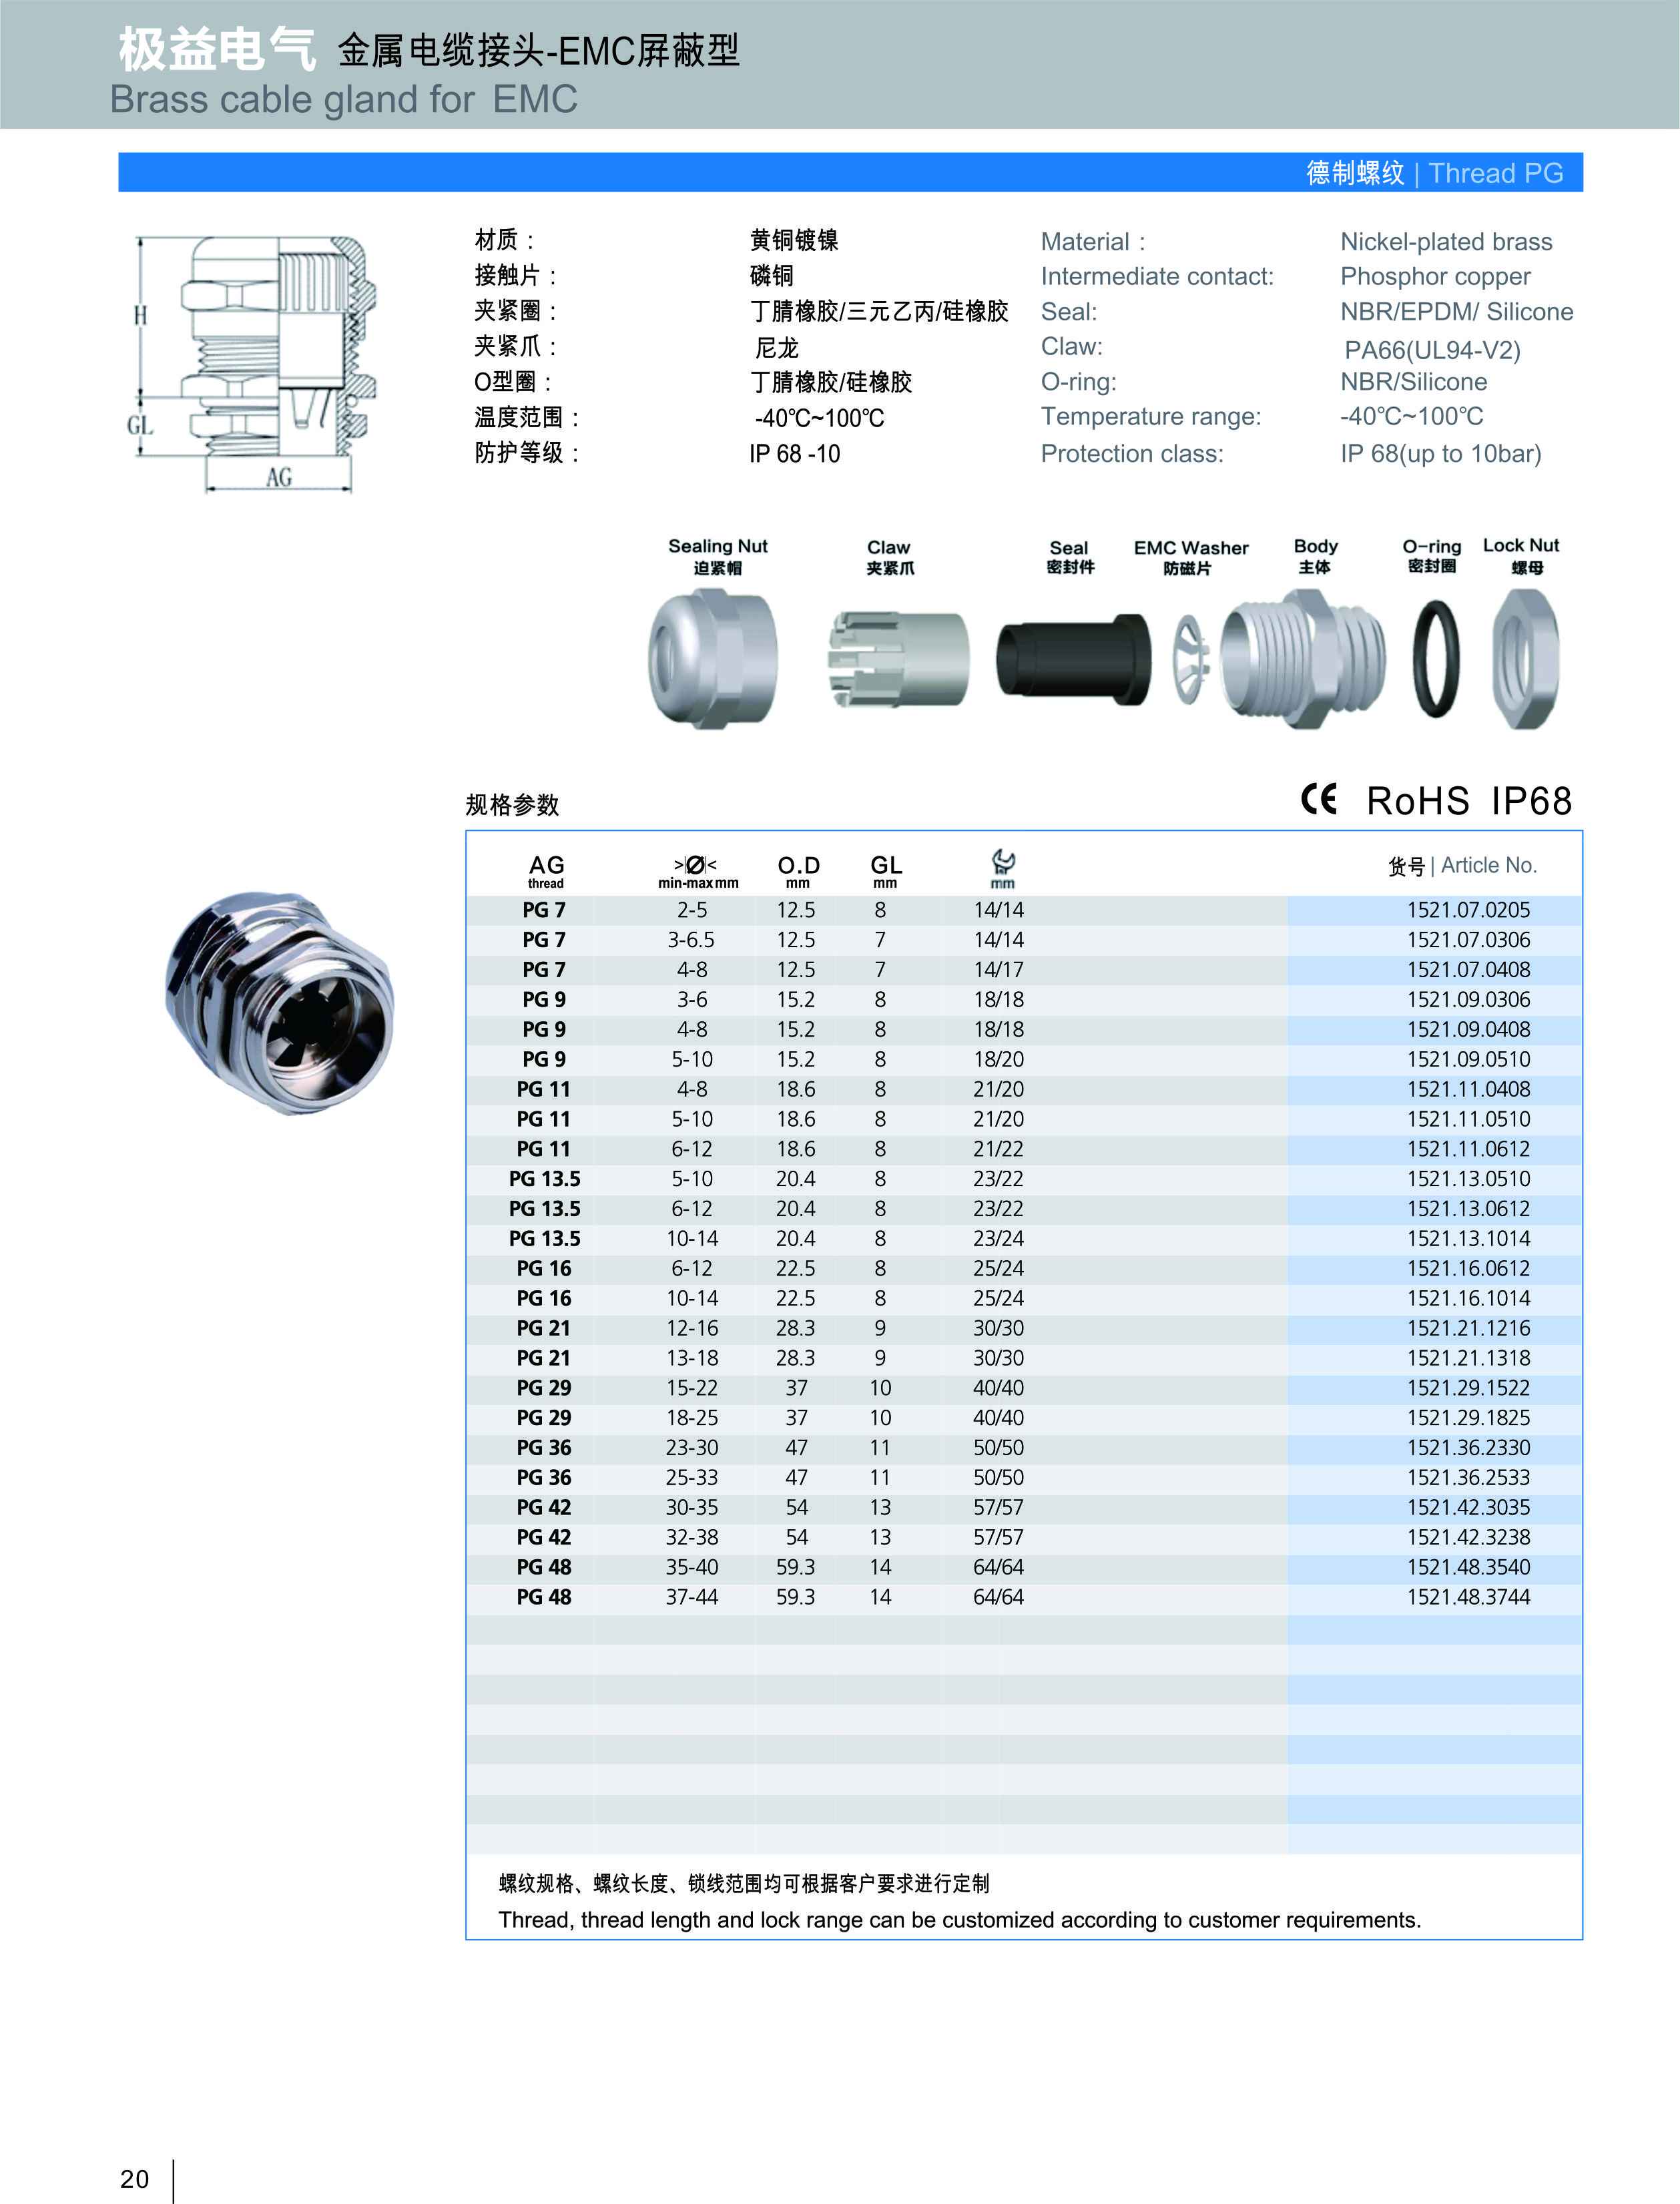 极益电气 金属电缆接头-EMC屏蔽型
Brass cable gland for EMC
德制螺纹 | Thread PG
H
GL
AG
材质： 黄铜镀镍 Material： Nickel-plated brass
接触片： 磷铜 Intermediate contact: Phosphor copper
夹紧圈： 丁腈橡胶/三元乙丙/硅橡胶 Seal: NBR/EPDM/ Silicone
夹紧爪： 尼龙 Claw: PA66(UL94-V2)
O型圈： 丁腈橡胶/硅橡胶 O-ring: NBR/Silicone
温度范围： -40℃~100℃ Temperature range: -40℃~100℃
防护等级： IP 68 -10 Protection class: IP 68(up to 10bar)
Sealing Nut Claw Seal EMC Washer Body O-ring Lock Nut
迫紧帽 夹紧爪 密封件 防磁片 主体 密封圈 螺母
规格参数 CE RoHS IP68
AG >|Ø|< O.D GL 货号 | Article No.
thread min-max mm mm mm mm
PG 7 2-5 12.5 8 14/14 1521.07.0205
PG 7 3-6.5 12.5 7 14/14 1521.07.0306
PG 7 4-8 12.5 7 14/17 1521.07.0408
PG 9 3-6 15.2 8 18/18 1521.09.0306
PG 9 4-8 15.2 8 18/18 1521.09.0408
PG 9 5-10 15.2 8 18/20 1521.09.0510
PG 11 4-8 18.6 8 21/20 1521.11.0408
PG 11 5-10 18.6 8 21/20 1521.11.0510
PG 11 6-12 18.6 8 21/22 1521.11.0612
PG 13.5 5-10 20.4 8 23/22 1521.13.0510
PG 13.5 6-12 20.4 8 23/22 1521.13.0612
PG 13.5 10-14 20.4 8 23/24 1521.13.1014
PG 16 6-12 22.5 8 25/24 1521.16.0612
PG 16 10-14 22.5 8 25/24 1521.16.1014
PG 21 12-16 28.3 9 30/30 1521.21.1216
PG 21 13-18 28.3 9 30/30 1521.21.1318
PG 29 15-22 37 10 40/40 1521.29.1522
PG 29 18-25 37 10 40/40 1521.29.1825
PG 36 23-30 47 11 50/50 1521.36.2330
PG 36 25-33 47 11 50/50 1521.36.2533
PG 42 30-35 54 13 57/57 1521.42.3035
PG 42 32-38 54 13 57/57 1521.42.3238
PG 48 35-40 59.3 14 64/64 1521.48.3540
PG 48 37-44 59.3 14 64/64 1521.48.3744
螺纹规格、螺纹长度、锁线范围均可根据客户要求进行定制
Thread, thread length and lock range can be customized according to customer requirements.
20